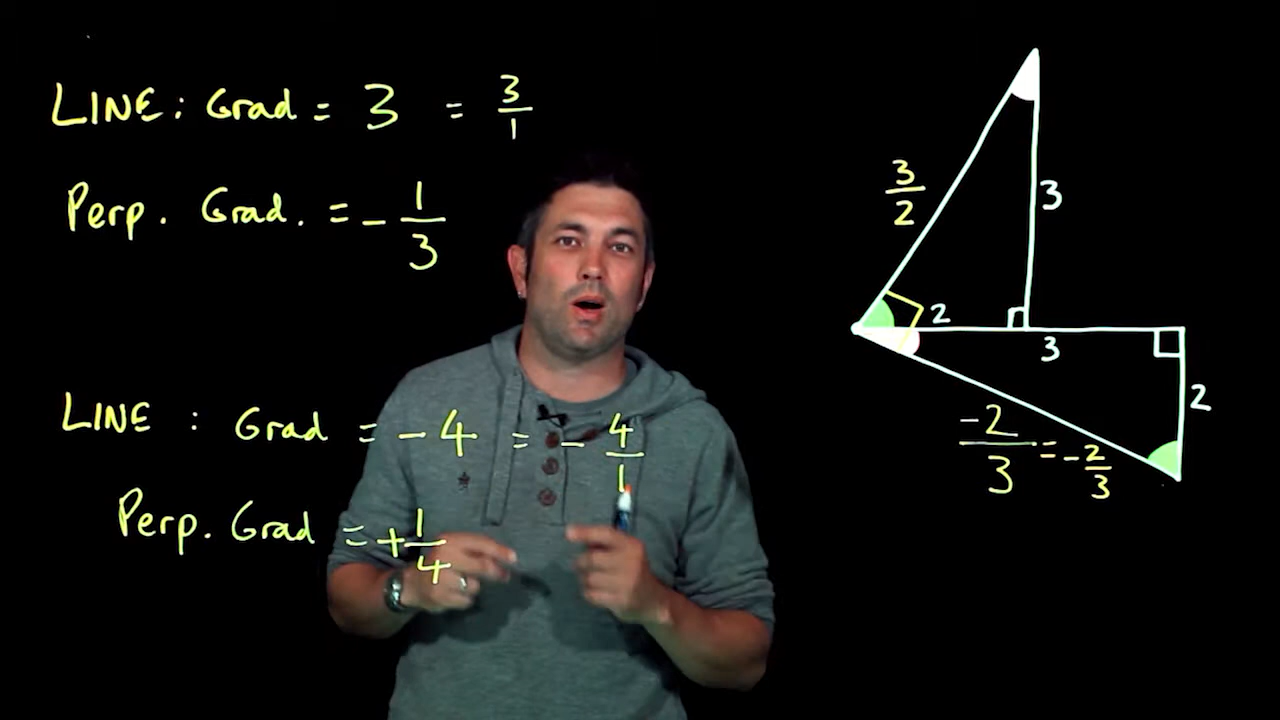 LINE: Grad = 3 = 3/1
Perp. Grad. = - 1/3
LINE : Grad = - 4 = - 4/1
Perp. Grad = + 1/4
3/2
3
2
3
2
-2/3 = - 2/3